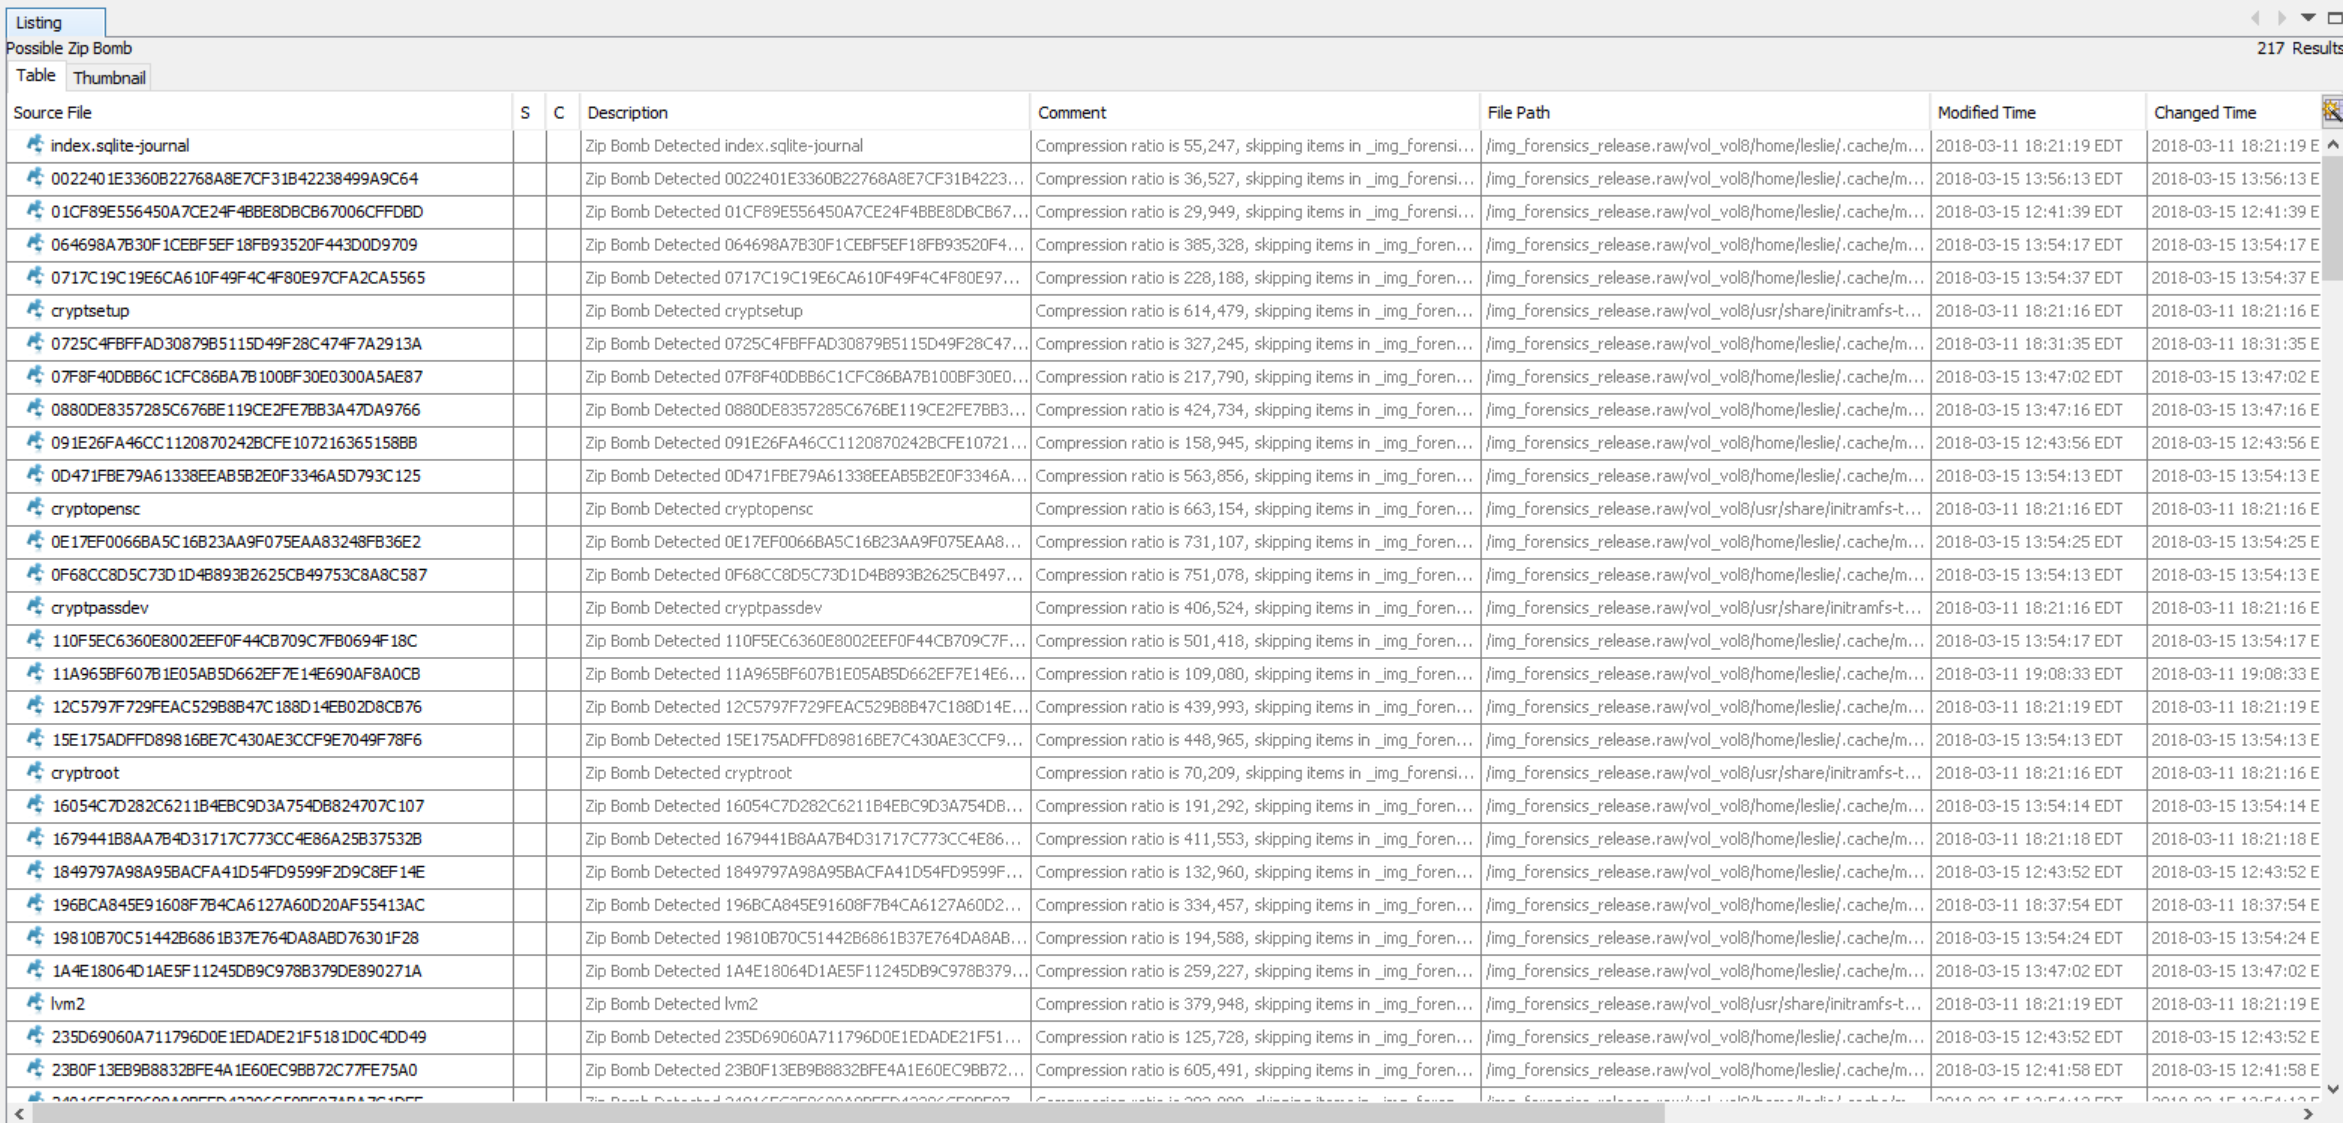 Listing
Possible Zip Bomb 217 Results
Table Thumbnail
Source File S C Description Comment File Path Modified Time Changed Time
index.sqlite-journal Zip Bomb Detected index.sqlite-journal Compression ratio is 55,247, skipping items in _img_forensi... /img_forensics_release.raw/vol_vol8/home/leslie/.cache/m... 2018-03-11 18:21:19 EDT 2018-03-11 18:21:19 E
0022401E3360B22768A8E7CF31B42238499A9C64 Zip Bomb Detected 0022401E3360B22768A8E7CF31B4223... Compression ratio is 36,527, skipping items in _img_forensi... /img_forensics_release.raw/vol_vol8/home/leslie/.cache/m... 2018-03-15 13:56:13 EDT 2018-03-15 13:56:13 E
01CF89E556450A7CE24F4BBE8DBCB67006CFFDBD Zip Bomb Detected 01CF89E556450A7CE24F4BBE8DBCB67... Compression ratio is 29,949, skipping items in _img_forensi... /img_forensics_release.raw/vol_vol8/home/leslie/.cache/m... 2018-03-15 12:41:39 EDT 2018-03-15 12:41:39 E
064698A7B30F1CEBF5EF18FB93520F443D0D9709 Zip Bomb Detected 064698A7B30F1CEBF5EF18FB93520F4... Compression ratio is 385,328, skipping items in _img_foren... /img_forensics_release.raw/vol_vol8/home/leslie/.cache/m... 2018-03-15 13:54:17 EDT 2018-03-15 13:54:17 E
0717C19C19E6CA610F49F4C4F80E97CFA2CA5565 Zip Bomb Detected 0717C19C19E6CA610F49F4C4F80E97... Compression ratio is 228,188, skipping items in _img_foren... /img_forensics_release.raw/vol_vol8/home/leslie/.cache/m... 2018-03-15 13:54:37 EDT 2018-03-15 13:54:37 E
cryptsetup Zip Bomb Detected cryptsetup Compression ratio is 614,479, skipping items in _img_foren... /img_forensics_release.raw/vol_vol8/usr/share/initramfs-t... 2018-03-11 18:21:16 EDT 2018-03-11 18:21:16 E
0725C4FBFFAD30879B5115D49F28C474F7A2913A Zip Bomb Detected 0725C4FBFFAD30879B5115D49F28C47... Compression ratio is 327,245, skipping items in _img_foren... /img_forensics_release.raw/vol_vol8/home/leslie/.cache/m... 2018-03-11 18:31:35 EDT 2018-03-11 18:31:35 E
07F8F40DBB6C1CFC86BA7B100BF30E0300A5AE87 Zip Bomb Detected 07F8F40DBB6C1CFC86BA7B100BF30E0... Compression ratio is 217,790, skipping items in _img_foren... /img_forensics_release.raw/vol_vol8/home/leslie/.cache/m... 2018-03-15 13:47:02 EDT 2018-03-15 13:47:02 E
0880DE8357285C676BE119CE2FE7BB3A47DA9766 Zip Bomb Detected 0880DE8357285C676BE119CE2FE7BB3... Compression ratio is 424,734, skipping items in _img_foren... /img_forensics_release.raw/vol_vol8/home/leslie/.cache/m... 2018-03-15 13:47:16 EDT 2018-03-15 13:47:16 E
091E26FA46CC1120870242BCFE107216365158BB Zip Bomb Detected 091E26FA46CC1120870242BCFE10721... Compression ratio is 158,945, skipping items in _img_foren... /img_forensics_release.raw/vol_vol8/home/leslie/.cache/m... 2018-03-15 12:43:56 EDT 2018-03-15 12:43:56 E
0D471FBE79A61338EEAB5B2E0F3346A5D793C125 Zip Bomb Detected 0D471FBE79A61338EEAB5B2E0F3346A... Compression ratio is 563,856, skipping items in _img_foren... /img_forensics_release.raw/vol_vol8/home/leslie/.cache/m... 2018-03-15 13:54:13 EDT 2018-03-15 13:54:13 E
cryptopensc Zip Bomb Detected cryptopensc Compression ratio is 663,154, skipping items in _img_foren... /img_forensics_release.raw/vol_vol8/usr/share/initramfs-t... 2018-03-11 18:21:16 EDT 2018-03-11 18:21:16 E
0E17EF0066BA5C16B23AA9F075EAA83248FB36E2 Zip Bomb Detected 0E17EF0066BA5C16B23AA9F075EAA8... Compression ratio is 731,107, skipping items in _img_foren... /img_forensics_release.raw/vol_vol8/home/leslie/.cache/m... 2018-03-15 13:54:25 EDT 2018-03-15 13:54:25 E
0F68CC8D5C73D1D4B893B2625CB49753C8A8C587 Zip Bomb Detected 0F68CC8D5C73D1D4B893B2625CB497... Compression ratio is 751,078, skipping items in _img_foren... /img_forensics_release.raw/vol_vol8/home/leslie/.cache/m... 2018-03-15 13:54:13 EDT 2018-03-15 13:54:13 E
cryptpassdev Zip Bomb Detected cryptpassdev Compression ratio is 406,524, skipping items in _img_foren... /img_forensics_release.raw/vol_vol8/usr/share/initramfs-t... 2018-03-11 18:21:16 EDT 2018-03-11 18:21:16 E
110F5EC6360E8002EEF0F44CB709C7FB0694F18C Zip Bomb Detected 110F5EC6360E8002EEF0F44CB709C7F... Compression ratio is 501,418, skipping items in _img_foren... /img_forensics_release.raw/vol_vol8/home/leslie/.cache/m... 2018-03-15 13:54:17 EDT 2018-03-15 13:54:17 E
11A965BF607B1E05AB5D662EF7E14E690AF8A0CB Zip Bomb Detected 11A965BF607B1E05AB5D662EF7E14E6... Compression ratio is 109,080, skipping items in _img_foren... /img_forensics_release.raw/vol_vol8/home/leslie/.cache/m... 2018-03-11 19:08:33 EDT 2018-03-11 19:08:33 E
12C5797F729FEAC529B8B47C188D14EB02D8CB76 Zip Bomb Detected 12C5797F729FEAC529B8B47C188D14E... Compression ratio is 439,993, skipping items in _img_foren... /img_forensics_release.raw/vol_vol8/home/leslie/.cache/m... 2018-03-11 18:21:19 EDT 2018-03-11 18:21:19 E
15E175ADFFD89816BE7C430AE3CCF9E7049F78F6 Zip Bomb Detected 15E175ADFFD89816BE7C430AE3CCF9... Compression ratio is 448,965, skipping items in _img_foren... /img_forensics_release.raw/vol_vol8/home/leslie/.cache/m... 2018-03-15 13:54:13 EDT 2018-03-15 13:54:13 E
cryptroot Zip Bomb Detected cryptroot Compression ratio is 70,209, skipping items in _img_forensi... /img_forensics_release.raw/vol_vol8/usr/share/initramfs-t... 2018-03-11 18:21:16 EDT 2018-03-11 18:21:16 E
16054C7D282C6211B4EBC9D3A754DB824707C107 Zip Bomb Detected 16054C7D282C6211B4EBC9D3A754DB... Compression ratio is 191,292, skipping items in _img_foren... /img_forensics_release.raw/vol_vol8/home/leslie/.cache/m... 2018-03-15 13:54:14 EDT 2018-03-15 13:54:14 E
1679441B8AA7B4D31717C773CC4E86A25B37532B Zip Bomb Detected 1679441B8AA7B4D31717C773CC4E86... Compression ratio is 411,553, skipping items in _img_foren... /img_forensics_release.raw/vol_vol8/home/leslie/.cache/m... 2018-03-11 18:21:18 EDT 2018-03-11 18:21:18 E
1849797A98A95BACFA41D54FD9599F2D9C8EF14E Zip Bomb Detected 1849797A98A95BACFA41D54FD9599F... Compression ratio is 132,960, skipping items in _img_foren... /img_forensics_release.raw/vol_vol8/home/leslie/.cache/m... 2018-03-15 12:43:52 EDT 2018-03-15 12:43:52 E
196BCA845E91608F7B4CA6127A60D20AF55413AC Zip Bomb Detected 196BCA845E91608F7B4CA6127A60D2... Compression ratio is 334,457, skipping items in _img_foren... /img_forensics_release.raw/vol_vol8/home/leslie/.cache/m... 2018-03-11 18:37:54 EDT 2018-03-11 18:37:54 E
19810B70C51442B6861B37E764DA8ABD76301F28 Zip Bomb Detected 19810B70C51442B6861B37E764DA8AB... Compression ratio is 194,588, skipping items in _img_foren... /img_forensics_release.raw/vol_vol8/home/leslie/.cache/m... 2018-03-15 13:54:24 EDT 2018-03-15 13:54:24 E
1A4E18064D1AE5F11245DB9C978B379DE890271A Zip Bomb Detected 1A4E18064D1AE5F11245DB9C978B379... Compression ratio is 259,227, skipping items in _img_foren... /img_forensics_release.raw/vol_vol8/home/leslie/.cache/m... 2018-03-15 13:47:02 EDT 2018-03-15 13:47:02 E
lvm2 Zip Bomb Detected lvm2 Compression ratio is 379,948, skipping items in _img_foren... /img_forensics_release.raw/vol_vol8/usr/share/initramfs-t... 2018-03-11 18:21:19 EDT 2018-03-11 18:21:19 E
235D69060A711796D0E1EDADE21F5181D0C4DD49 Zip Bomb Detected 235D69060A711796D0E1EDADE21F51... Compression ratio is 125,728, skipping items in _img_foren... /img_forensics_release.raw/vol_vol8/home/leslie/.cache/m... 2018-03-15 12:43:52 EDT 2018-03-15 12:43:52 E
23B0F13EB9B8832BFE4A1E60EC9BB72C77FE75A0 Zip Bomb Detected 23B0F13EB9B8832BFE4A1E60EC9BB72... Compression ratio is 605,491, skipping items in _img_foren... /img_forensics_release.raw/vol_vol8/home/leslie/.cache/m... 2018-03-15 12:41:58 EDT 2018-03-15 12:41:58 E